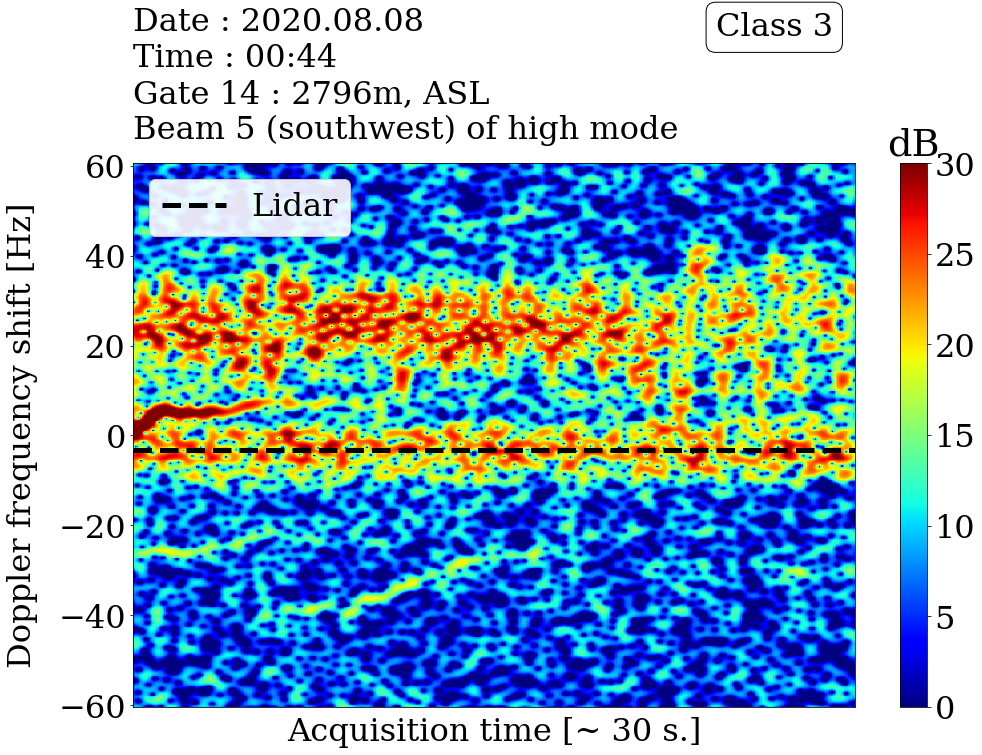 Date : 2020.08.08
Time : 00:44
Gate 14 : 2796m, ASL
Beam 5 (southwest) of high mode
Class 3
dB
Lidar
Doppler frequency shift [Hz]
60
40
20
0
−20
−40
−60
30
25
20
15
10
5
0
Acquisition time [~ 30 s.]